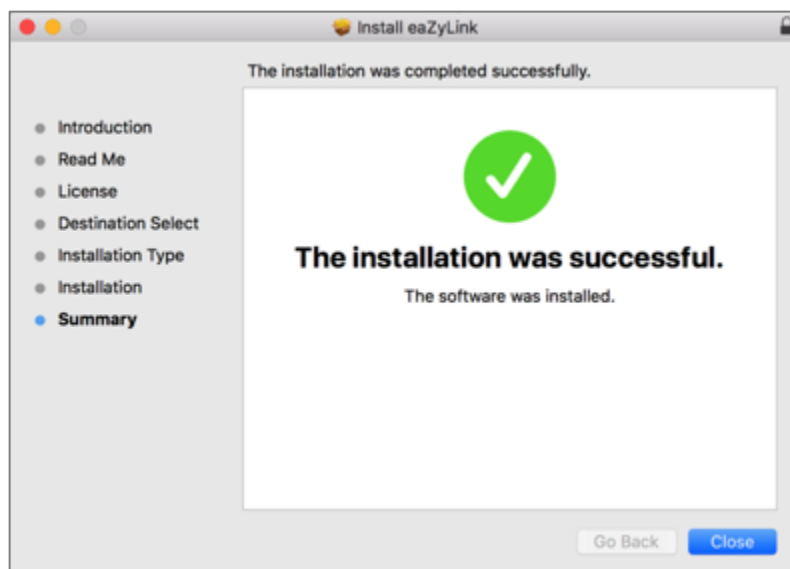 Install eaZyLink
The installation was completed successfully.
Introduction
Read Me
License
Destination Select
Installation Type
Installation
Summary
The installation was successful.
The software was installed.
Go Back
Close